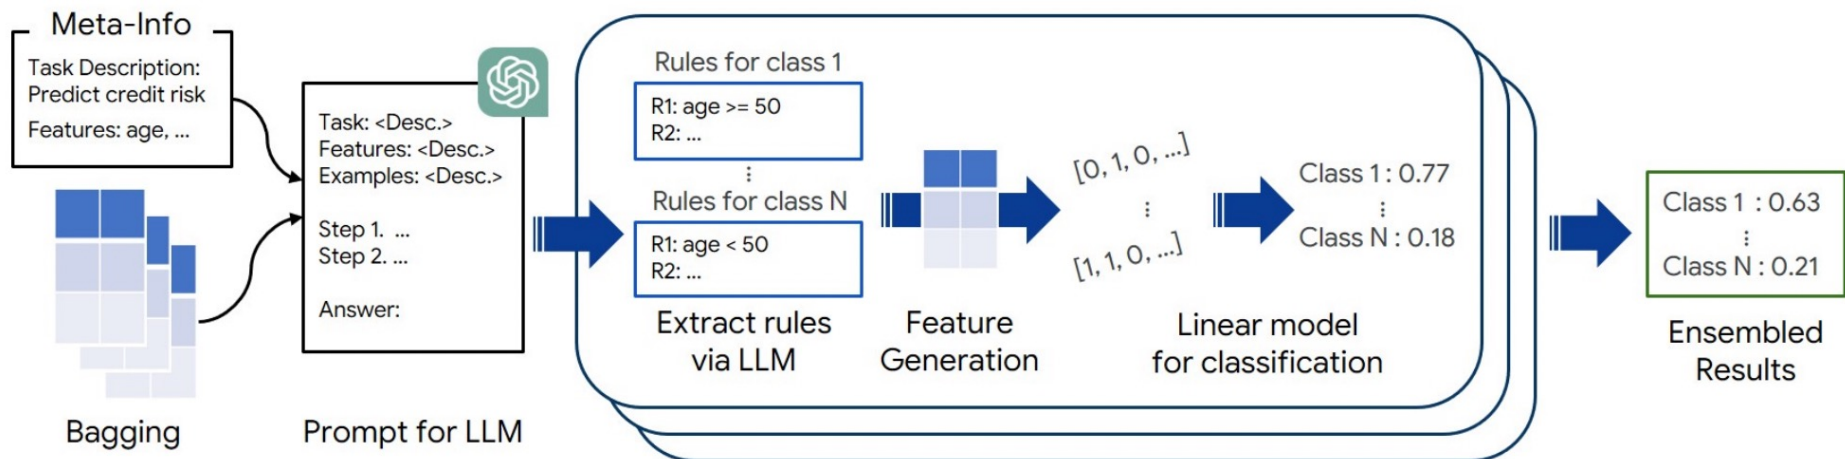 Meta-Info
Task Description:
Predict credit risk
Features: age, ...
Bagging
Task: <Desc.>
Features: <Desc.>
Examples: <Desc.>
Step 1. ...
Step 2. ...
Answer:
Prompt for LLM
Rules for class 1
R1: age >= 50
R2: ...
⋮
Rules for class N
R1: age < 50
R2: ...
Extract rules
via LLM
Feature
Generation
[0, 1, 0, ...]
⋮
[1, 1, 0, ...]
Class 1 : 0.77
⋮
Class N : 0.18
Linear model
for classification
Class 1 : 0.63
⋮
Class N : 0.21
Ensembled
Results